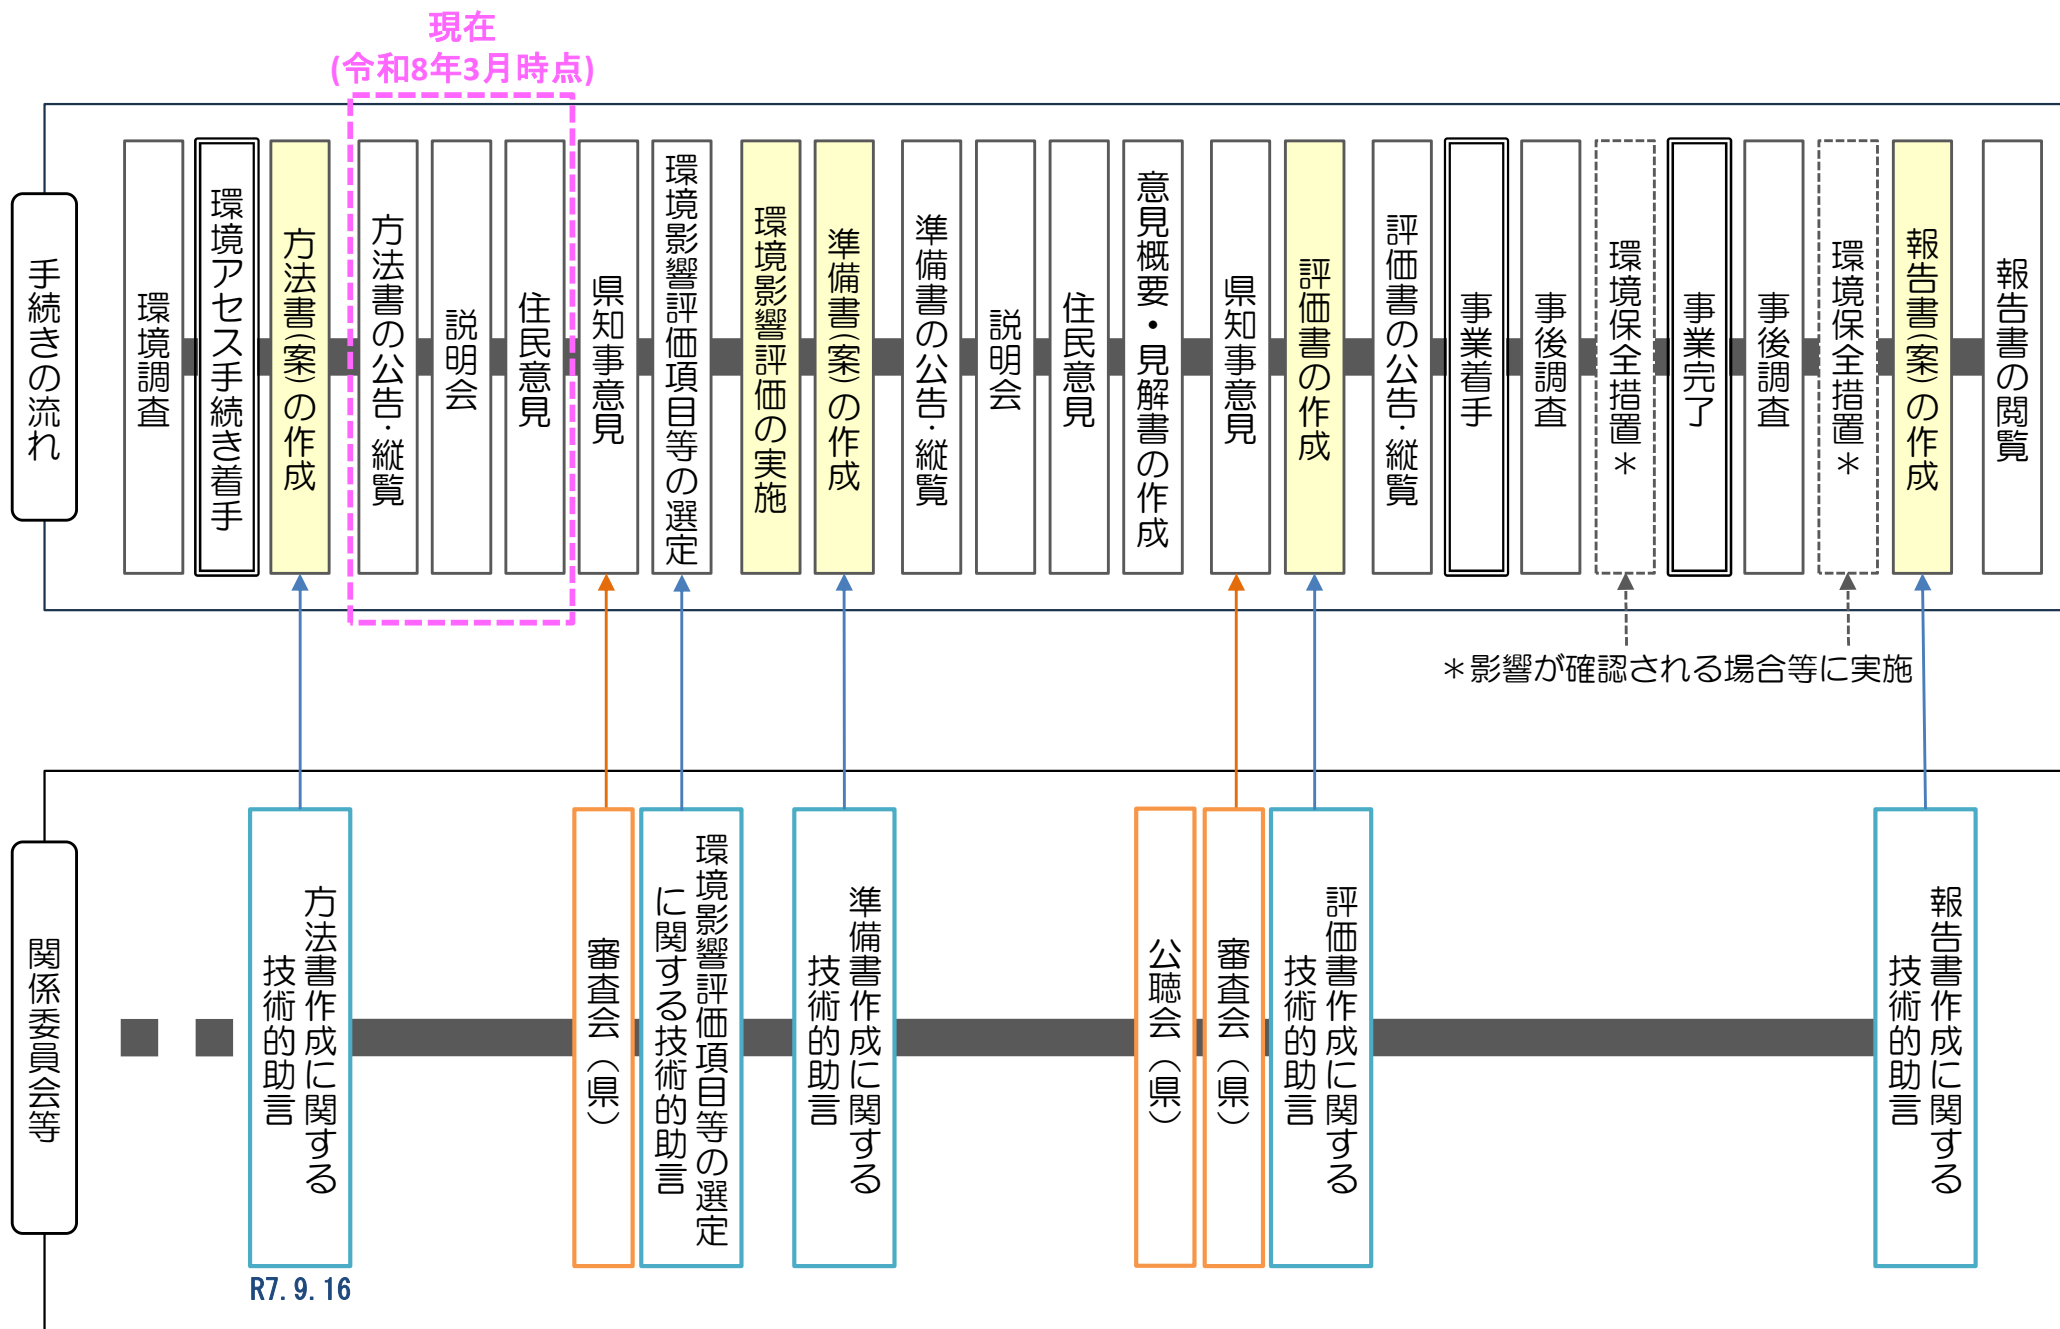 現在
(令和8年3月時点)
手続きの流れ
環境調査
環境アセス手続き着手
方法書(案)の作成
方法書の公告・縦覧
説明会
住民意見
県知事意見
環境影響評価項目等の選定
環境影響評価の実施
準備書(案)の作成
準備書の公告・縦覧
説明会
住民意見
意見概要・見解書の作成
県知事意見
評価書の作成
評価書の公告・縦覧
事業着手
事後調査
環境保全措置＊
事業完了
事後調査
環境保全措置＊
報告書(案)の作成
報告書の閲覧
＊影響が確認される場合等に実施
関係委員会等
方法書作成に関する
技術的助言
R7.9.16
審査会（県）
環境影響評価項目等の選定
に関する技術的助言
準備書作成に関する
技術的助言
公聴会（県）
審査会（県）
評価書作成に関する
技術的助言
報告書作成に関する
技術的助言